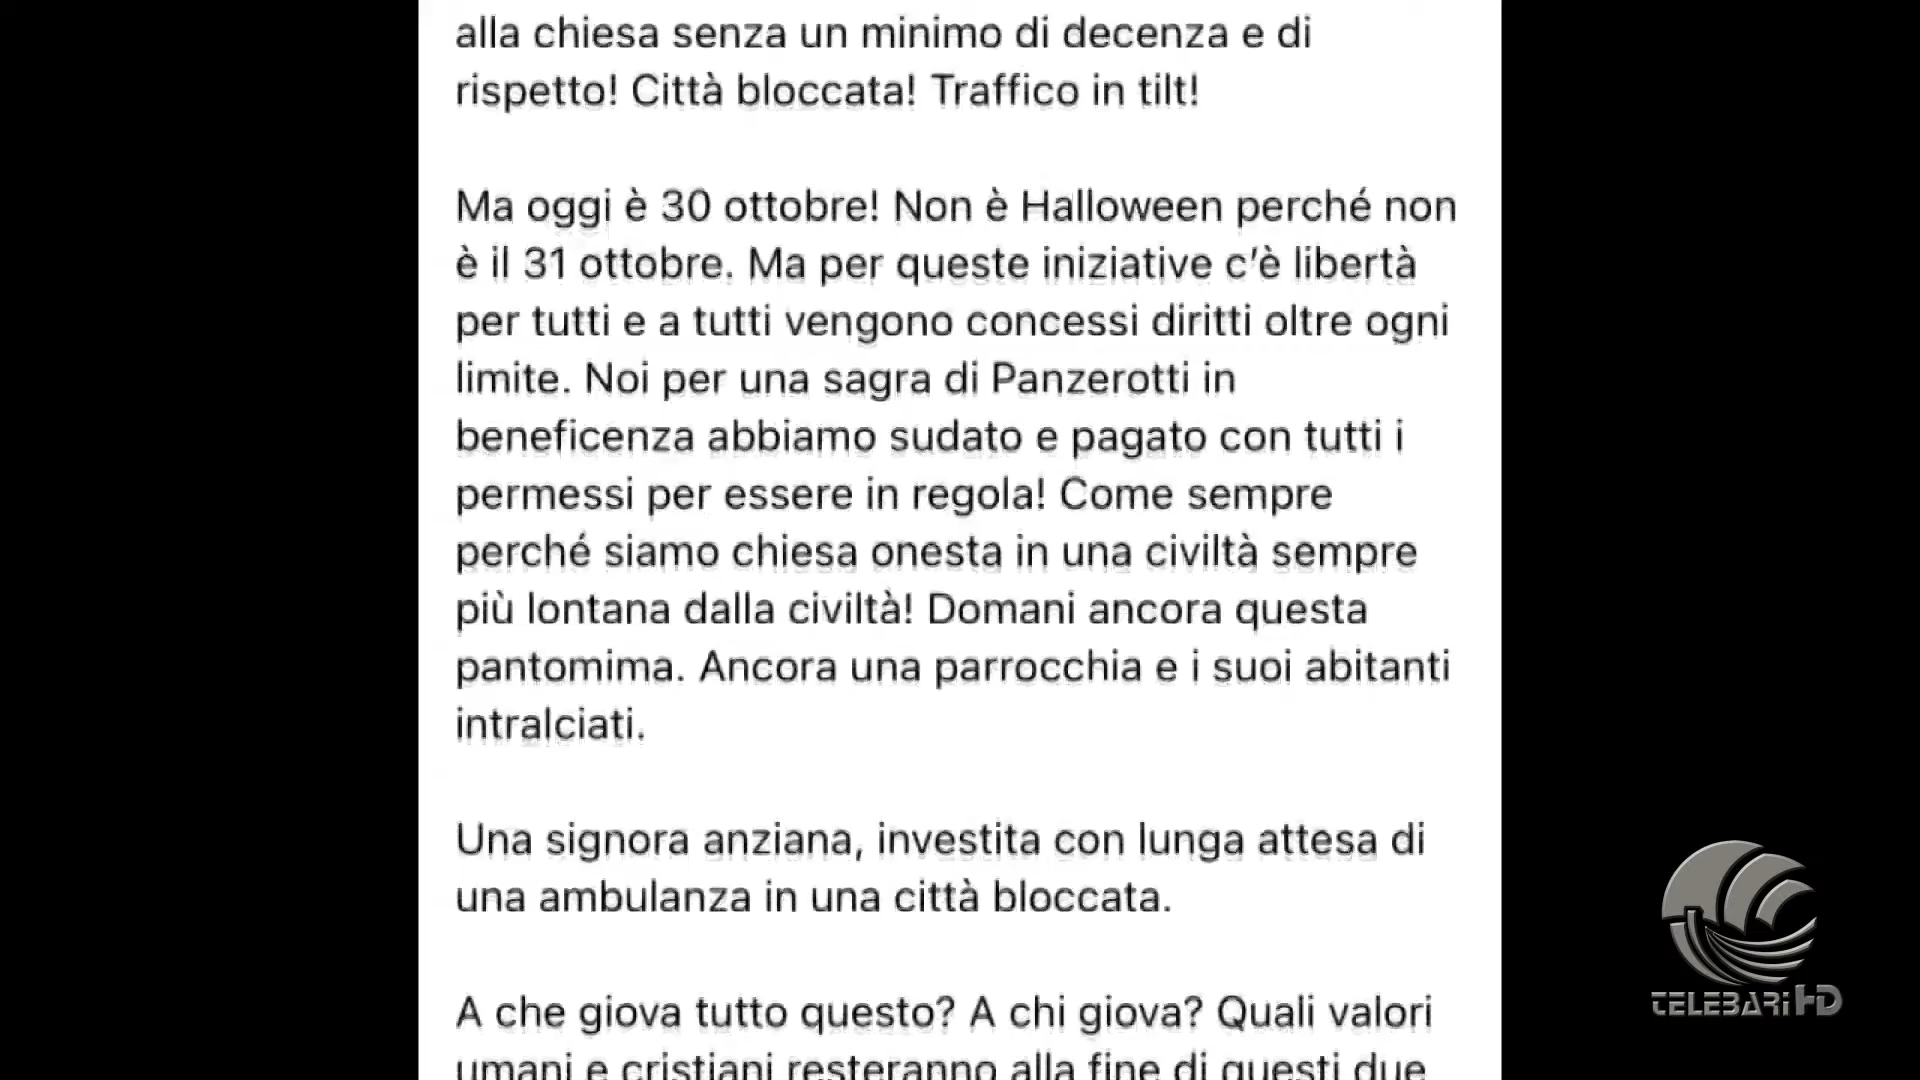 alla chiesa senza un minimo di decenza e di
rispetto! Città bloccata! Traffico in tilt!
Ma oggi è 30 ottobre! Non è Halloween perché non
è il 31 ottobre. Ma per queste iniziative c’è libertà
per tutti e a tutti vengono concessi diritti oltre ogni
limite. Noi per una sagra di Panzerotti in
beneficenza abbiamo sudato e pagato con tutti i
permessi per essere in regola! Come sempre
perché siamo chiesa onesta in una civiltà sempre
più lontana dalla civiltà! Domani ancora questa
pantomima. Ancora una parrocchia e i suoi abitanti
intralciati.
Una signora anziana, investita con lunga attesa di
una ambulanza in una città bloccata.
A che giova tutto questo? A chi giova? Quali valori
umani e cristiani resteranno alla fine di questi due
TELEBARI HD